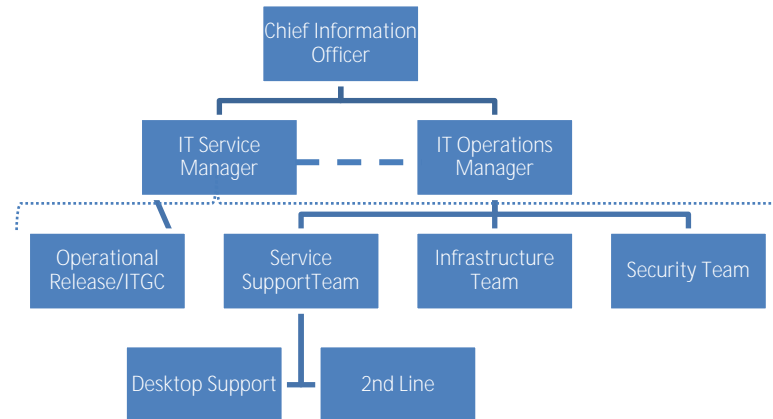 Chief Information
Officer
IT Service
Manager
IT Operations
Manager
Operational
Release/ITGC
Service
SupportTeam
Infrastructure
Team
Security Team
Desktop Support
2nd Line